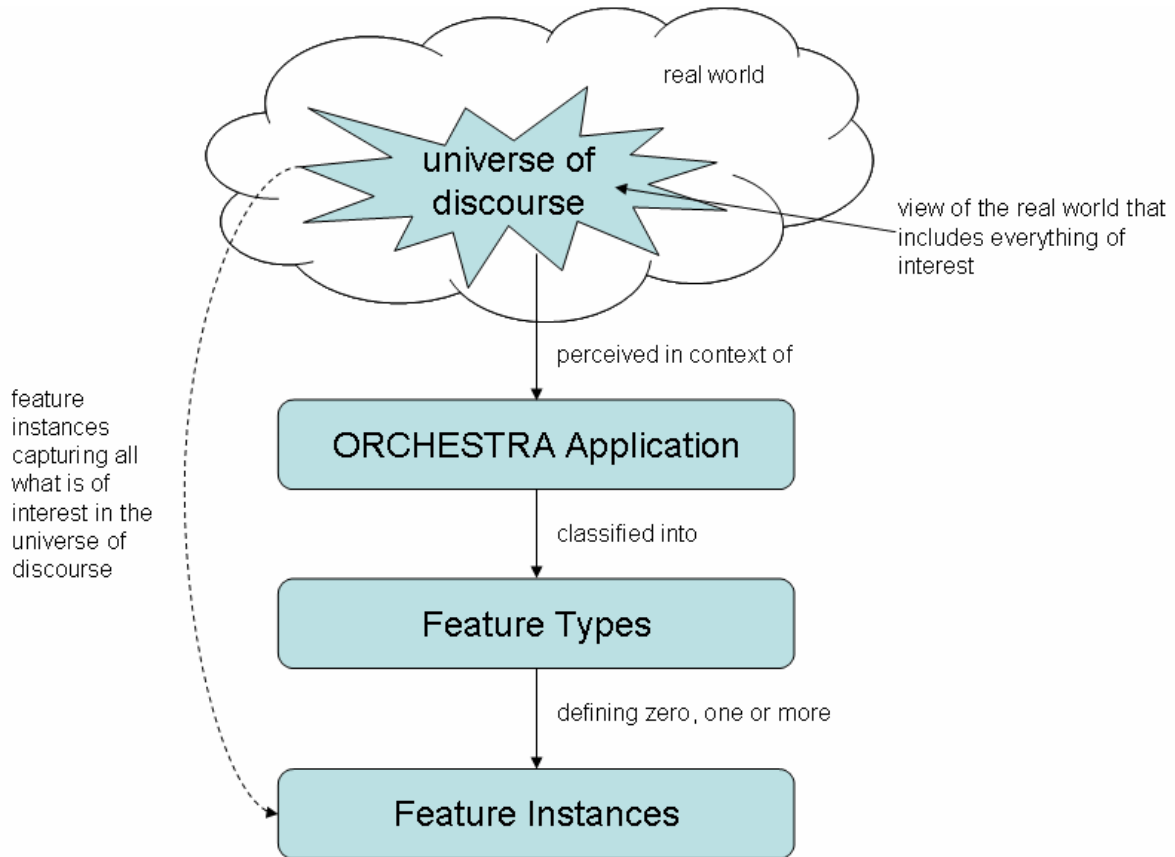 real world
universe of
discourse
view of the real world that
includes everything of
interest
perceived in context of
feature
instances
capturing all
what is of
interest in the
universe of
discourse
ORCHESTRA Application
classified into
Feature Types
defining zero, one or more
Feature Instances